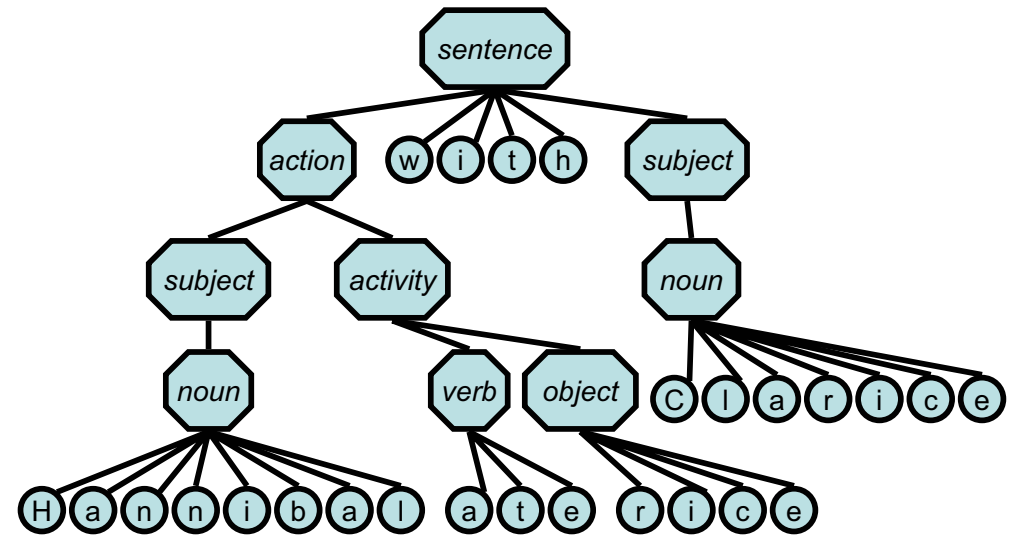 sentence
action w i t h subject
subject activity noun
noun verb object C l a r i c e
H a n n i b a l a t e r i c e